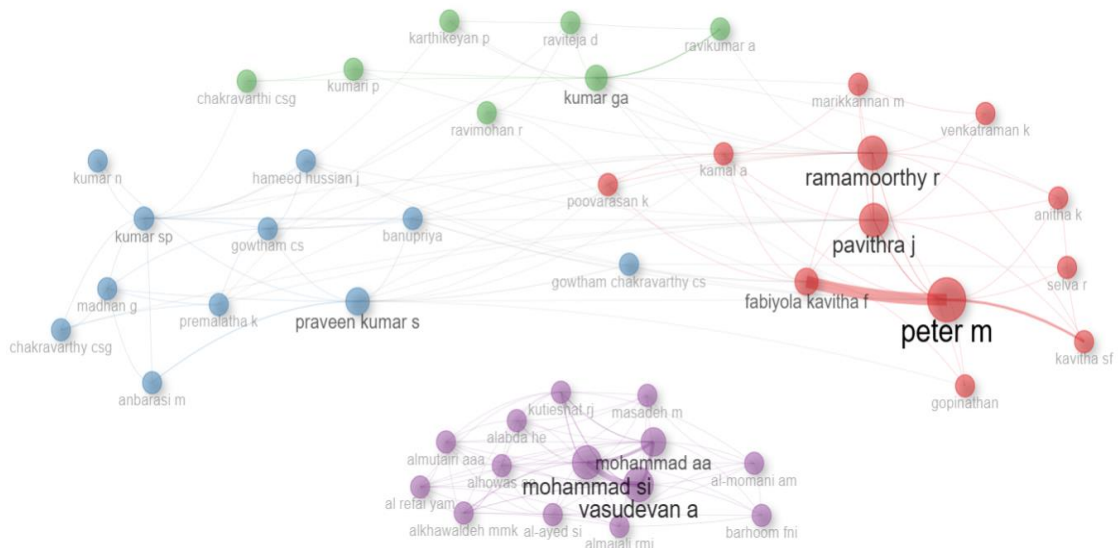 karthikeyan p
raviteja d
ravikumar a
chakravarthi csg
kumari p
kumar ga
marikkannan m
ravimohan r
venkatraman k
kumar n
hameed hussian j
kamal a
ramamoorthy r
poovarasan k
anitha k
kumar sp
gowtham cs
banupriya
pavithra j
gowtham chakravarthy cs
selva r
madhan g
premalatha k
praveen kumar s
fabiyola kavitha f
peter m
chakravarthy csg
kavitha sf
anbarasi m
gopinathan
kutieshat rj
masadeh m
alabda he
almutairi aaa
mohammad aa
alhowas
mohammad si
al-momani am
al refai yam
vasudevan a
alkhawaldeh mmk
al-ayed si
almajali rmi
barhoom fni